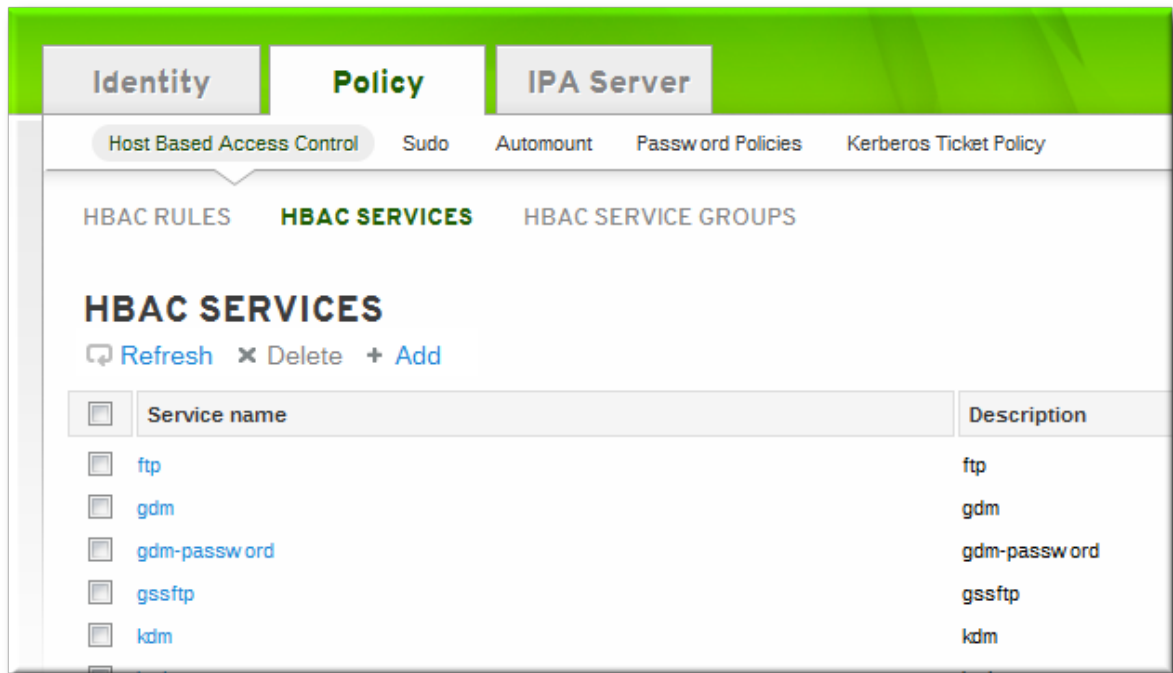 Identity Policy IPA Server
Host Based Access Control Sudo Automount Password Policies Kerberos Ticket Policy
HBAC RULES HBAC SERVICES HBAC SERVICE GROUPS
HBAC SERVICES
Refresh Delete + Add
Service name Description
ftp ftp
gdm gdm
gdm-password gdm-password
gssftp gssftp
kdm kdm